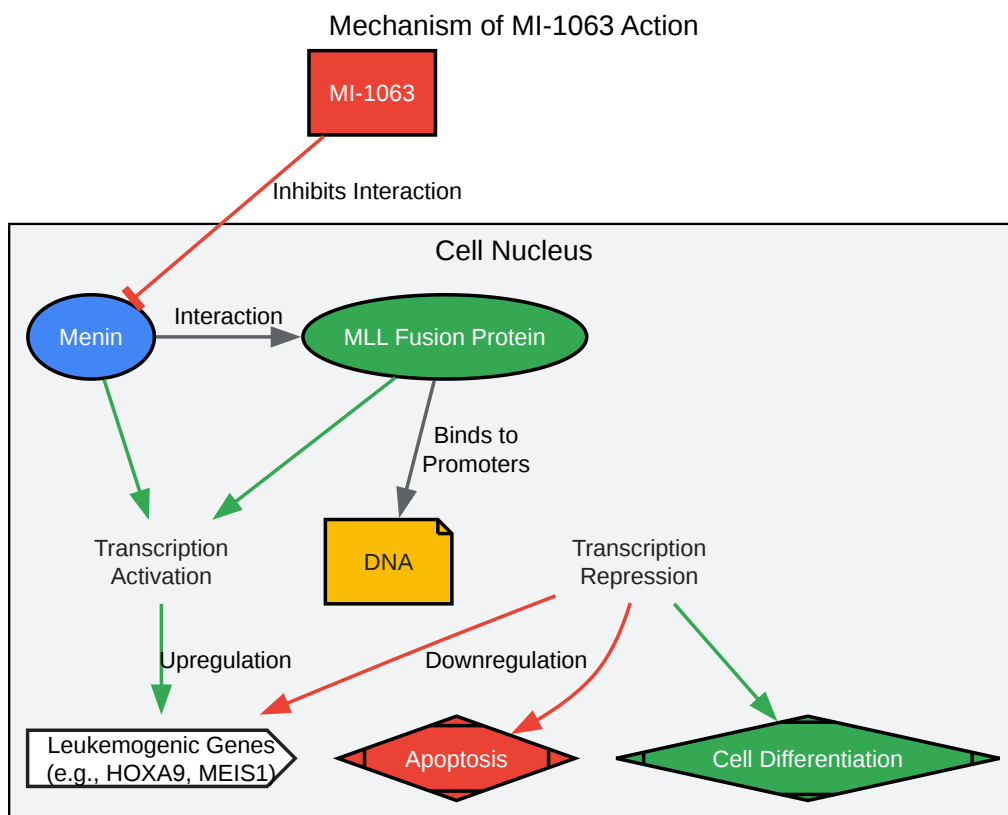 Mechanism of MI-1063 Action
MI-1063
Inhibits Interaction
Cell Nucleus
Menin
Interaction
MLL Fusion Protein
Binds to
Promoters
Transcription
Activation
DNA
Transcription
Repression
Upregulation
Downregulation
Leukemogenic Genes
(e.g., HOXA9, MEIS1)
Apoptosis
Cell Differentiation